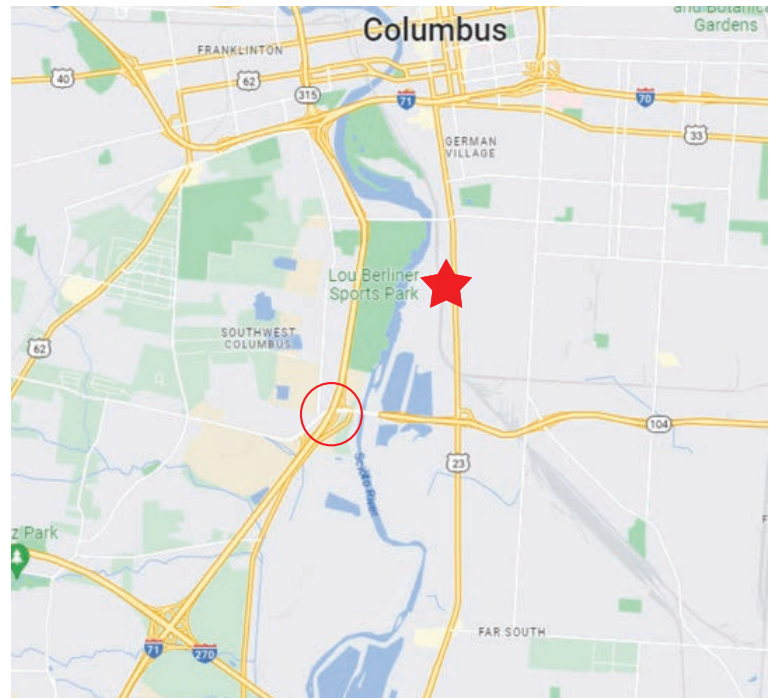 and Botanical
Gardens
Columbus
FRANKLINTON
40
62
315
71
70
33
GERMAN
VILLAGE
Lou Berliner
Sports Park
SOUTHWEST
COLUMBUS
62
104
23
Scioto River
z Park
71
270
FAR SOUTH